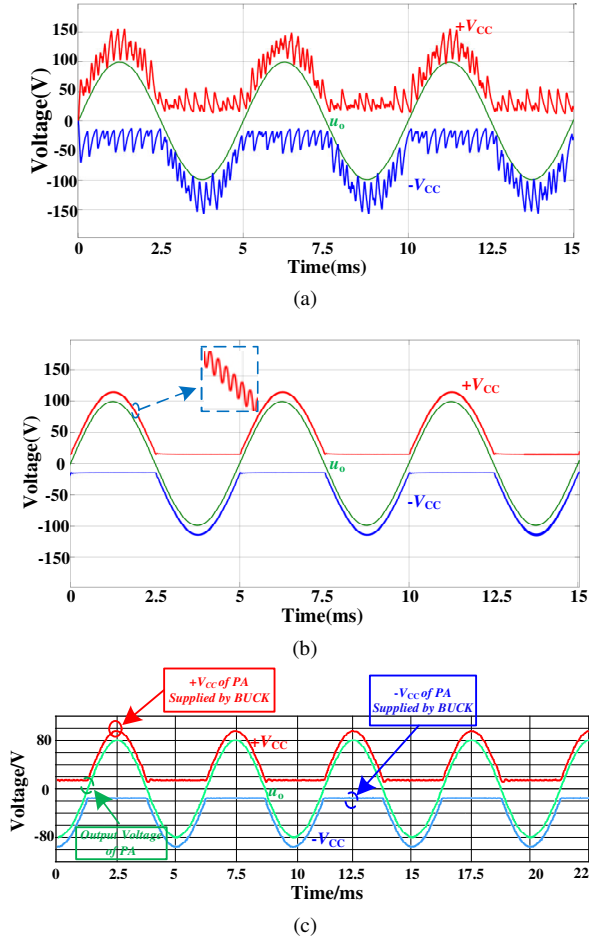 150
100
50
0
-50
-100
-150
Voltage(V)
+VCC
uo
-VCC
0 2.5 5 7.5 10 12.5 15
Time(ms)
(a)
150
100
50
0
-50
-100
-150
Voltage(V)
+VCC
uo
-VCC
0 2.5 5 7.5 10 12.5 15
Time(ms)
(b)
+VCC of PA
Supplied by BUCK
-VCC of PA
Supplied by BUCK
80
0
-80
Voltage/V
+VCC
uo
-VCC
Output Voltage
of PA
0 2.5 5 7.5 10 12.5 15 17.5 20 22
Time/ms
(c)